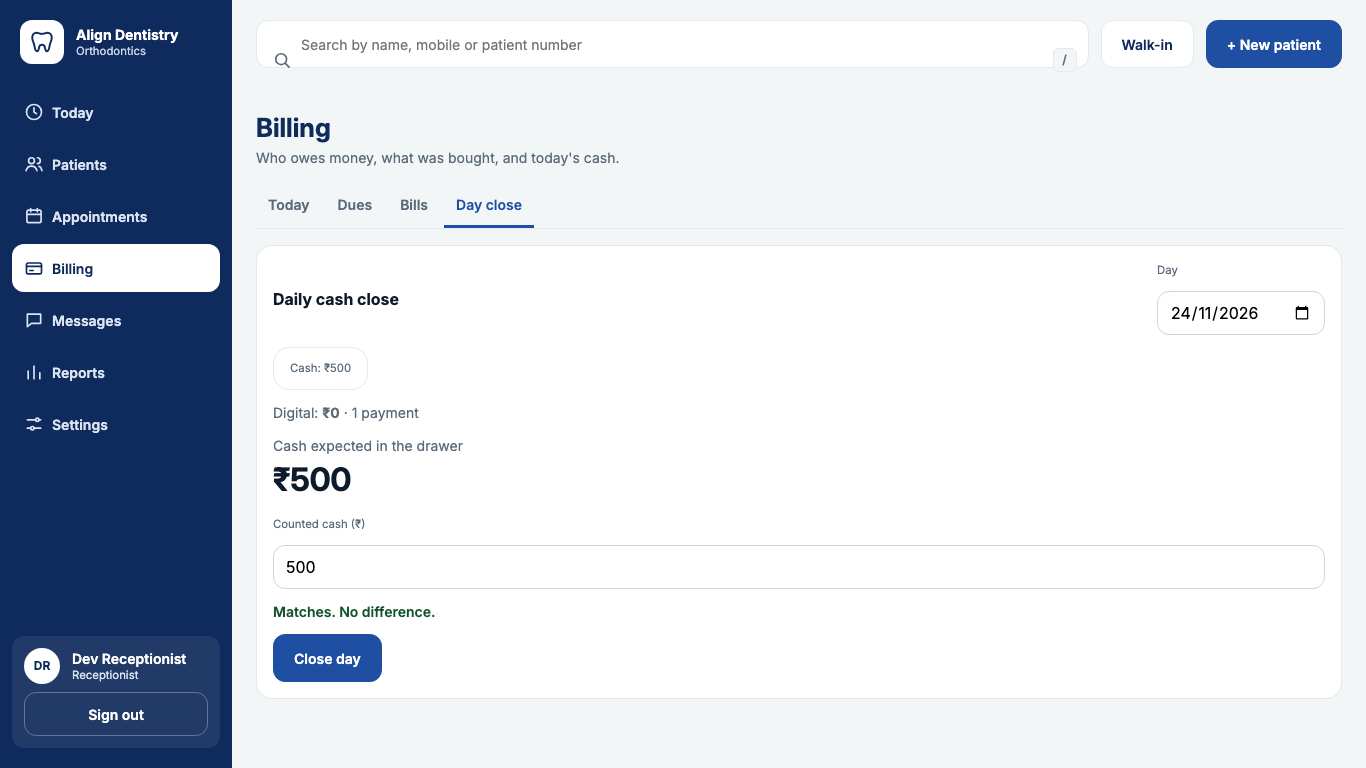 Align Dentistry
Orthodontics
Today
Patients
Appointments
Billing
Messages
Reports
Settings
DR
Dev Receptionist
Receptionist
Sign out
Search by name, mobile or patient number
/
Walk-in
+ New patient
Billing
Who owes money, what was bought, and today's cash.
Today Dues Bills Day close
Daily cash close
Day
24/11/2026
Cash: ₹500
Digital: ₹0 · 1 payment
Cash expected in the drawer
₹500
Counted cash (₹)
500
Matches. No difference.
Close day